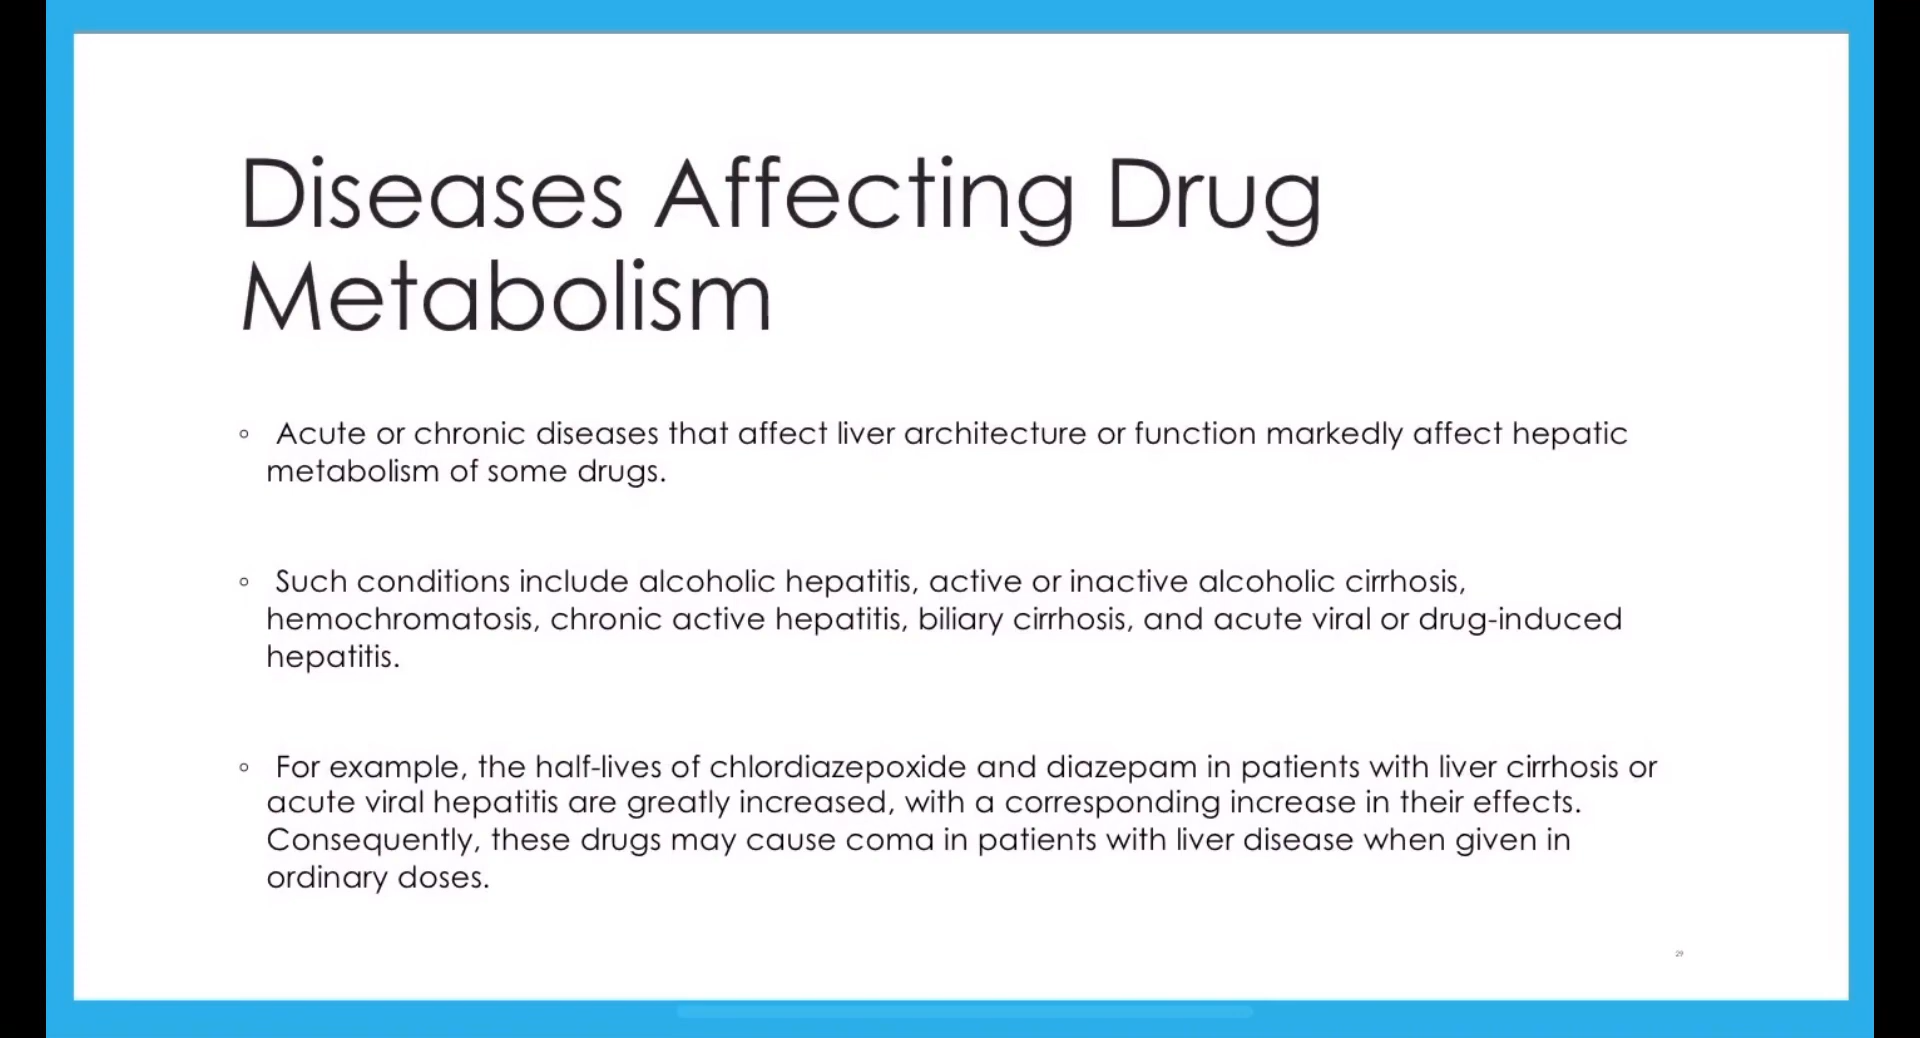 Diseases Affecting Drug
Metabolism
◦ Acute or chronic diseases that affect liver architecture or function markedly affect hepatic
metabolism of some drugs.
◦ Such conditions include alcoholic hepatitis, active or inactive alcoholic cirrhosis,
hemochromatosis, chronic active hepatitis, biliary cirrhosis, and acute viral or drug-induced
hepatitis.
◦ For example, the half-lives of chlordiazepoxide and diazepam in patients with liver cirrhosis or
acute viral hepatitis are greatly increased, with a corresponding increase in their effects.
Consequently, these drugs may cause coma in patients with liver disease when given in
ordinary doses.
29